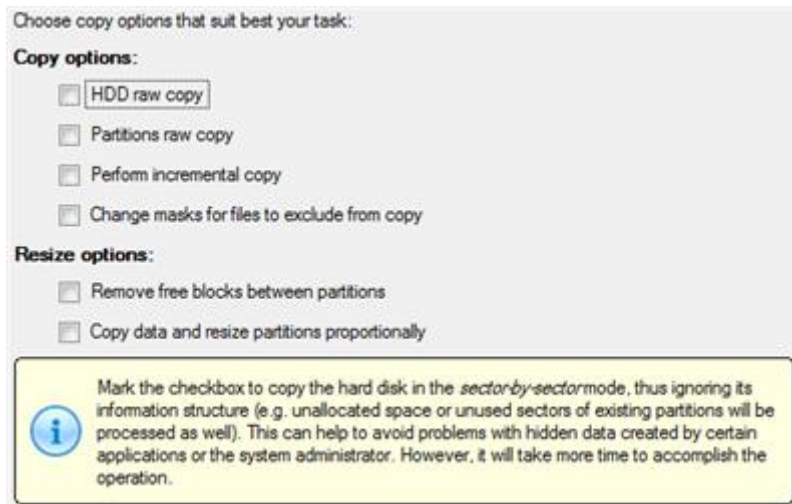 Choose copy options that suit best your task:
Copy options:
HDD raw copy
Partitions raw copy
Perform incremental copy
Change masks for files to exclude from copy
Resize options:
Remove free blocks between partitions
Copy data and resize partitions proportionally
Mark the checkbox to copy the hard disk in the sector-by-sectormode, thus ignoring its
information structure (e.g. unallocated space or unused sectors of existing partitions will be
processed as well). This can help to avoid problems with hidden data created by certain
applications or the system administrator. However, it will take more time to accomplish the
operation.